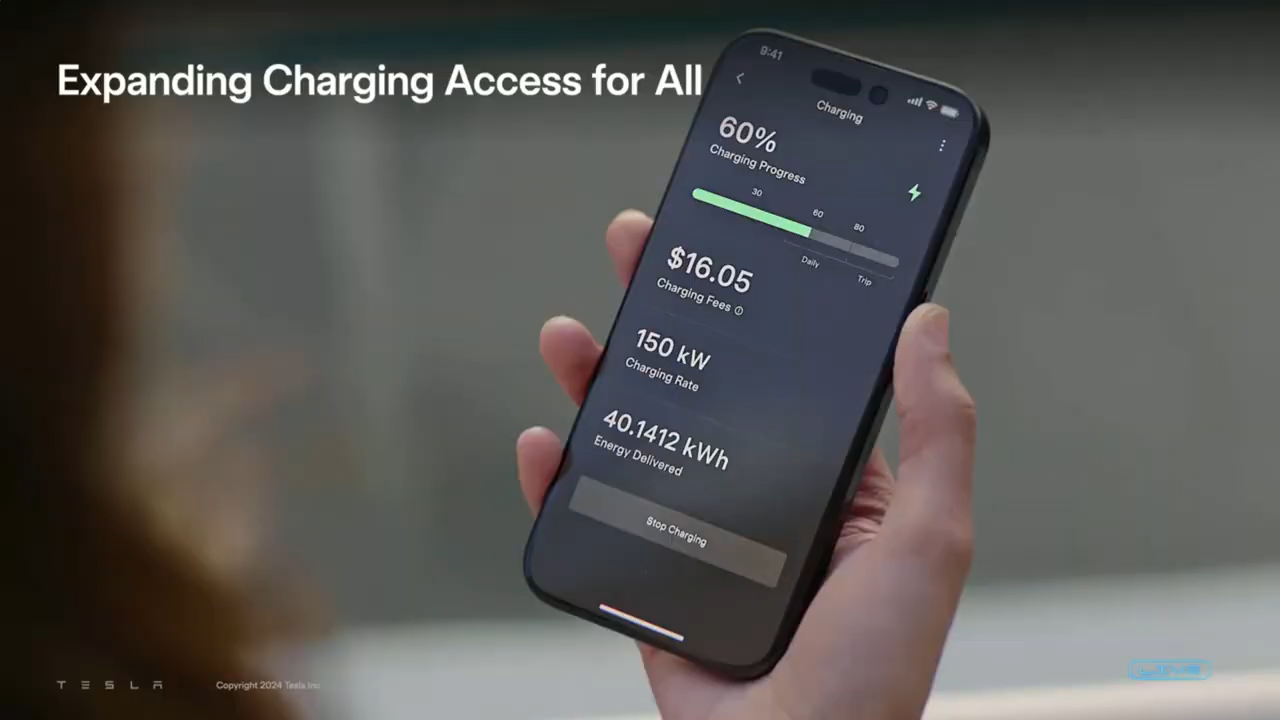 Expanding Charging Access for All
9:41
Charging
60%
Charging Progress
30
60
80
Daily
Trip
$16.05
Charging Fees
150 kW
Charging Rate
40.1412 kWh
Energy Delivered
Stop Charging
TESLA
Copyright 2024 Tesla Inc
LIVE